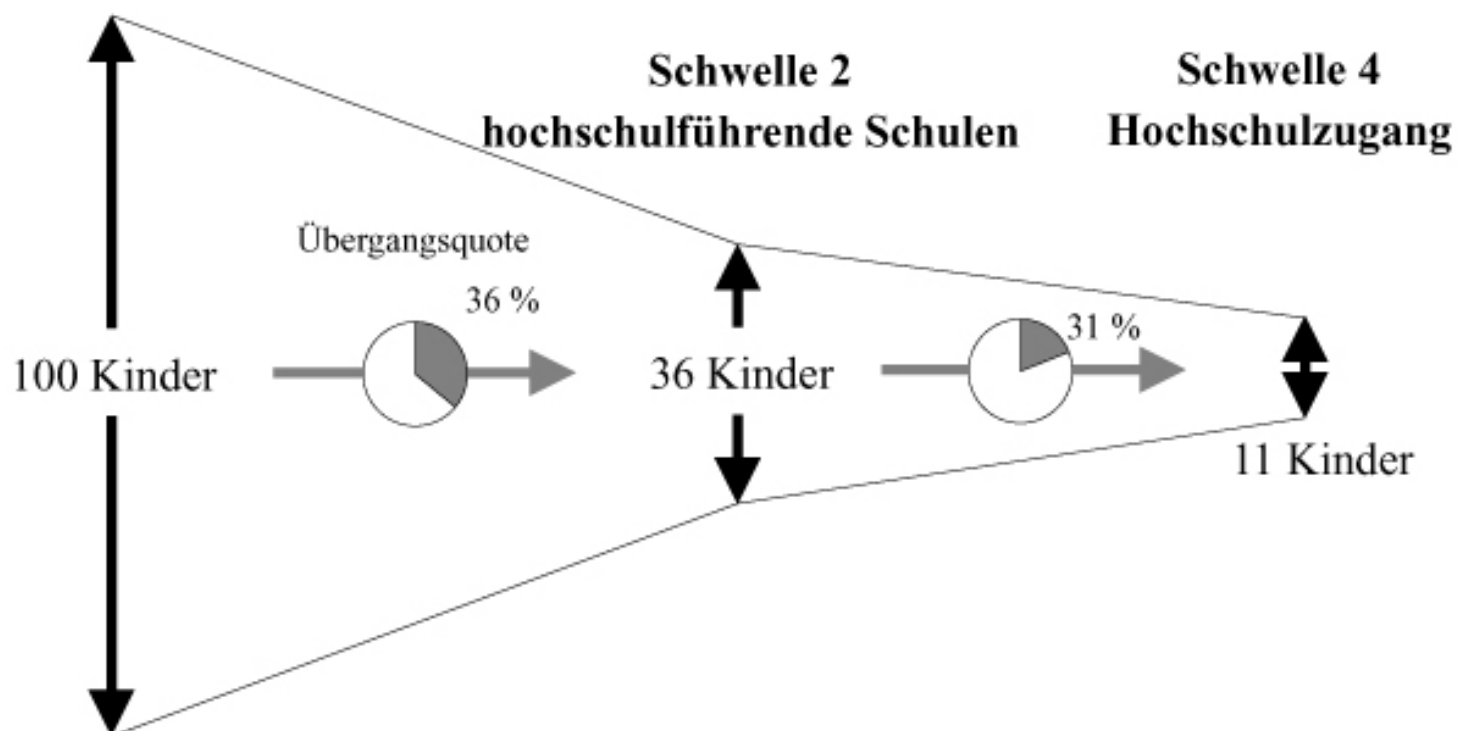 Schwelle 2
hochschulführende Schulen
Schwelle 4
Hochschulzugang
Übergangsquote
36 %
31 %
100 Kinder
36 Kinder
11 Kinder